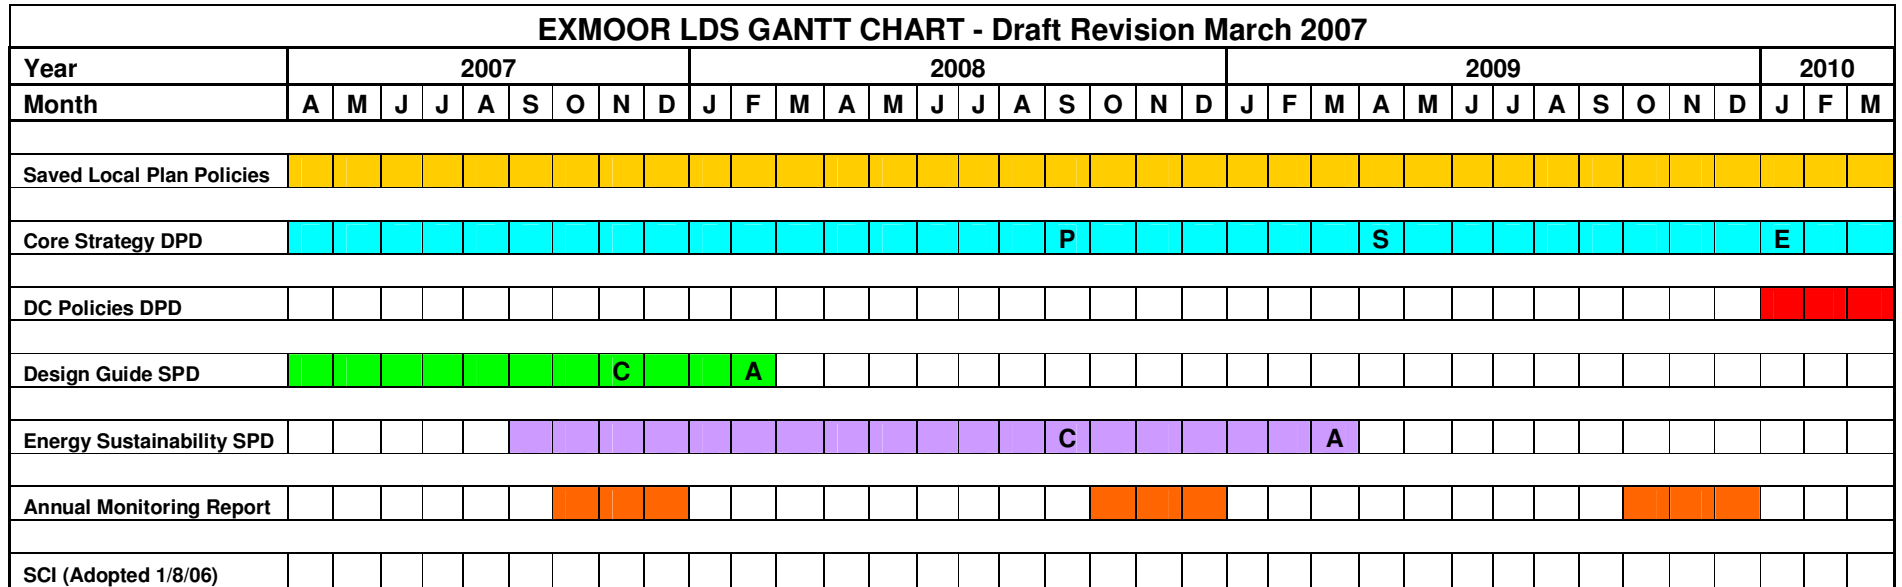 EXMOOR LDS GANTT CHART - Draft Revision March 2007
Year 2007 2008 2009 2010
Month A M J J A S O N D J F M A M J J A S O N D J F M A M J J A S O N D J F M
Saved Local Plan Policies
Core Strategy DPD P S E
DC Policies DPD
Design Guide SPD C A
Energy Sustainability SPD C A
Annual Monitoring Report
SCI (Adopted 1/8/06)